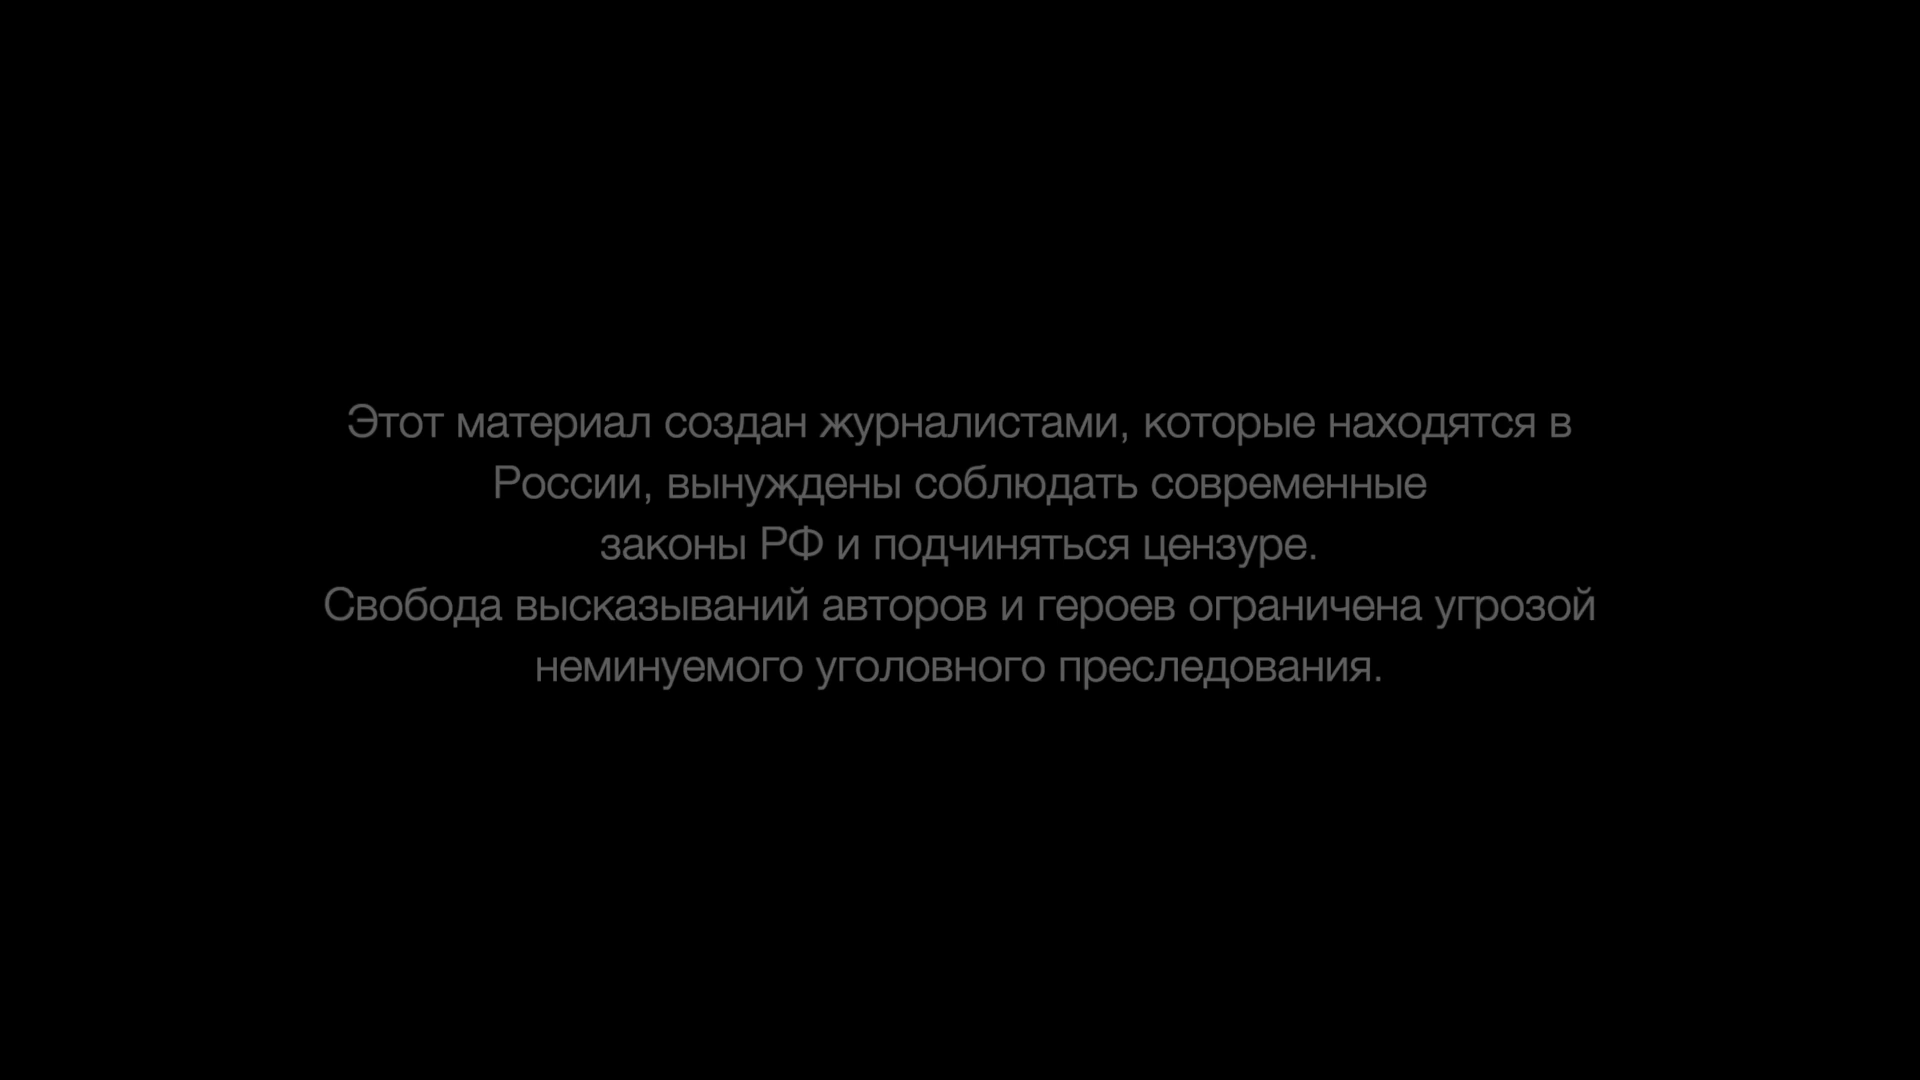 Этот материал создан журналистами, которые находятся в
России, вынуждены соблюдать современные
законы РФ и подчиняться цензуре.
Свобода высказываний авторов и героев ограничена угрозой
неминуемого уголовного преследования.